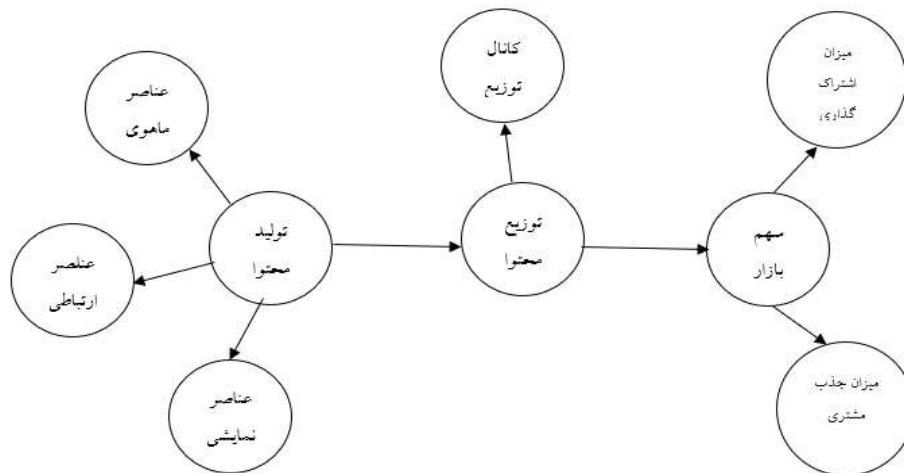 میزان
اشتراک
گذاری
کانال
توزیع
عناصر
ماهوی
سهم
بازار
توزیع
محتوا
تولید
محتوا
عنلصر
ارتباطی
میزان جذب
مشتری
عناصر
نمایشی